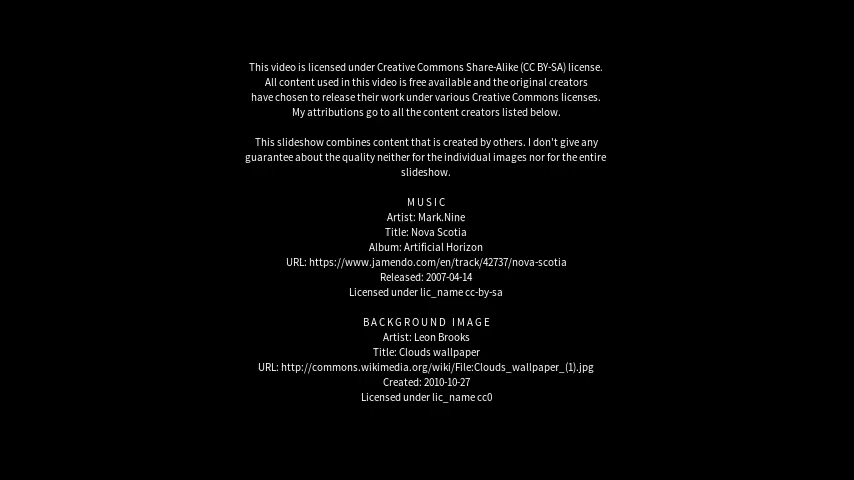 This video is licensed under Creative Commons Share-Alike (CC BY-SA) license.
All content used in this video is free available and the original creators
have chosen to release their work under various Creative Commons licenses.
My attributions go to all the content creators listed below.
This slideshow combines content that is created by others. I don't give any
guarantee about the quality neither for the individual images nor for the entire
slideshow.
MUSIC
Artist: Mark.Nine
Title: Nova Scotia
Album: Artificial Horizon
URL: https://www.jamendo.com/en/track/42737/nova-scotia
Released: 2007-04-14
Licensed under lic_name cc-by-sa
BACKGROUND IMAGE
Artist: Leon Brooks
Title: Clouds wallpaper
URL: http://commons.wikimedia.org/wiki/File:Clouds_wallpaper_(1).jpg
Created: 2010-10-27
Licensed under lic_name cc0